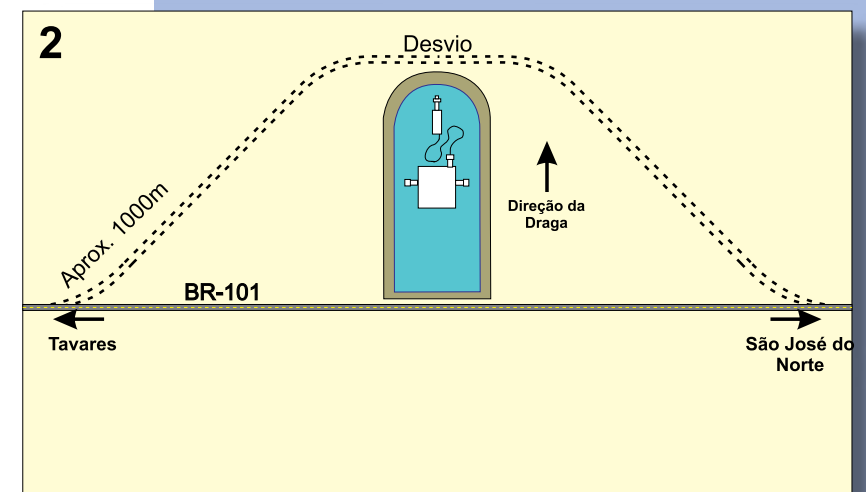 2
Desvio
Aprox. 1000m
Direção da
Draga
BR-101
Tavares
São José do
Norte